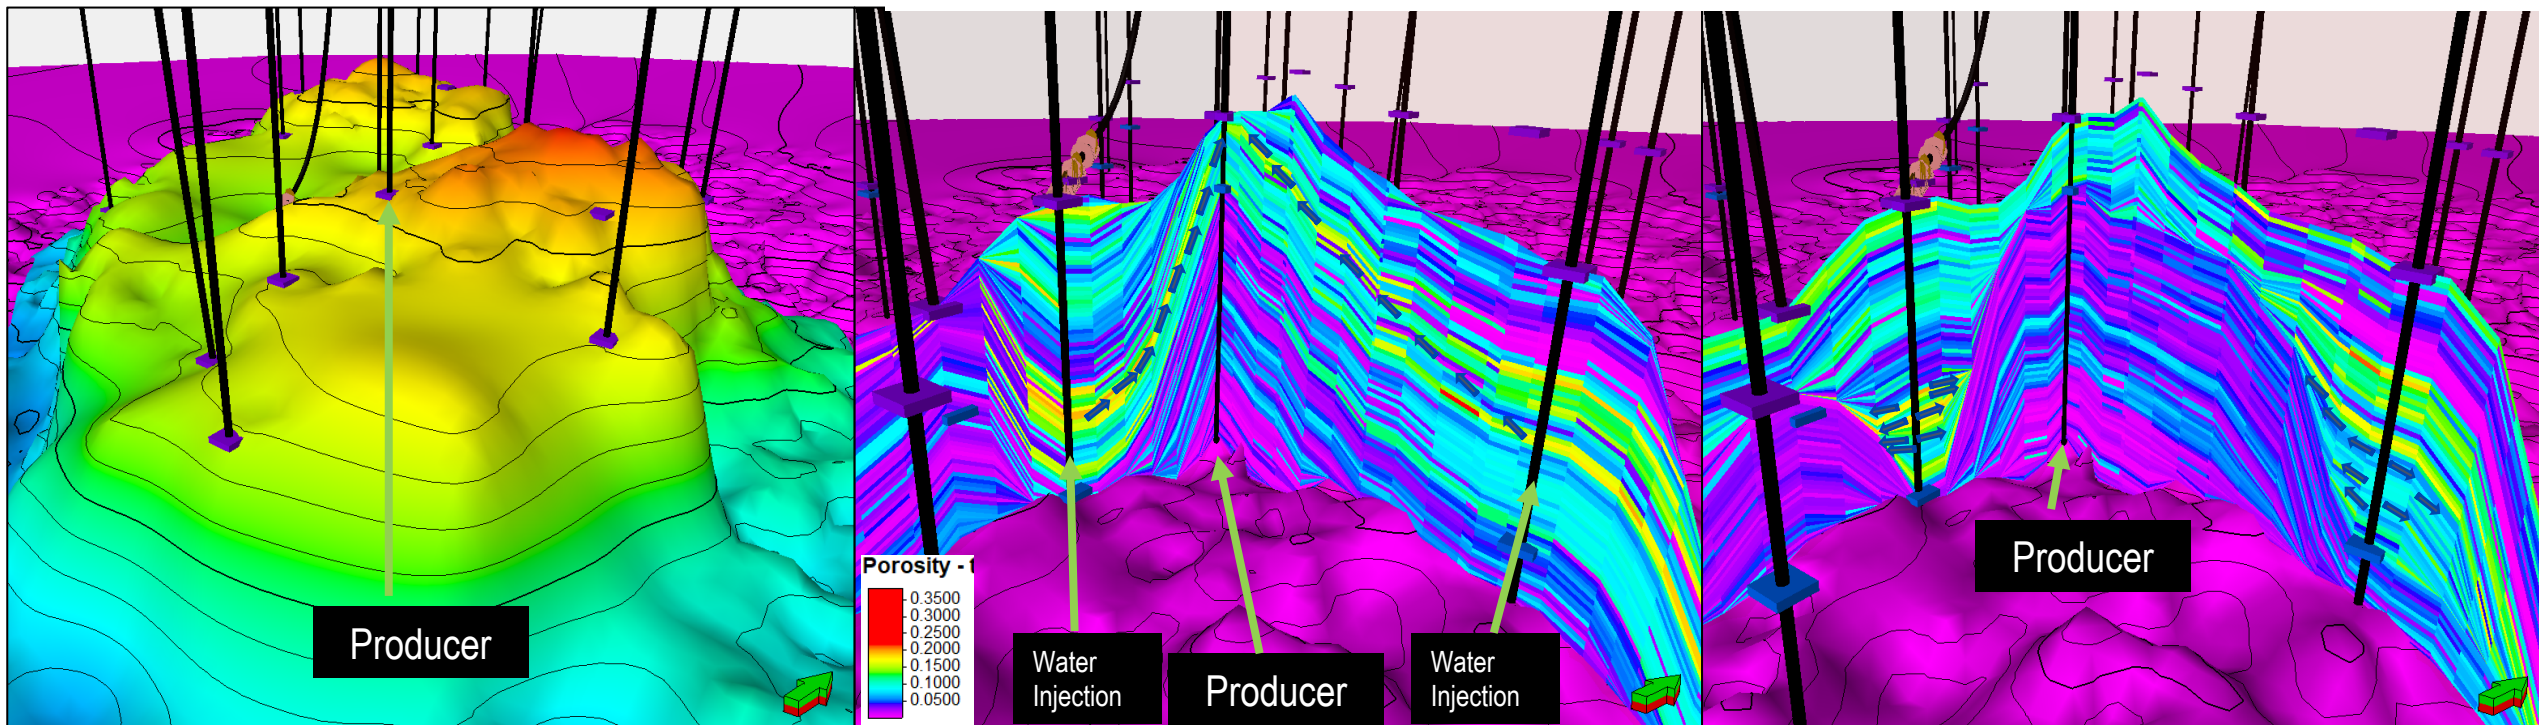 Producer
Porosity - t
0.3500
0.3000
0.2500
0.2000
0.1500
0.1000
0.0500
Water
Injection
Producer
Water
Injection
Producer